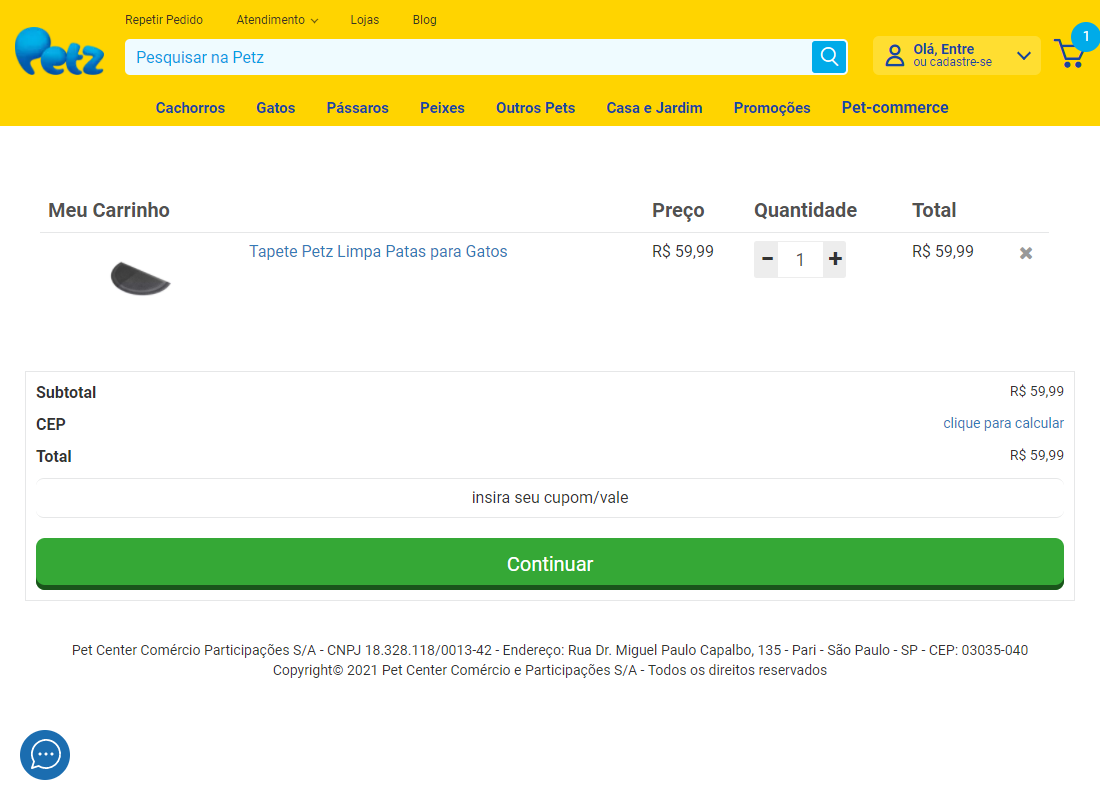 Repetir Pedido Atendimento Lojas Blog
Petz
Pesquisar na Petz
Olá, Entre
ou cadastre-se
1
Cachorros Gatos Pássaros Peixes Outros Pets Casa e Jardim Promoções Pet-commerce
Meu Carrinho Preço Quantidade Total
Tapete Petz Limpa Patas para Gatos R$ 59,99 − 1 + R$ 59,99 ✖
Subtotal R$ 59,99
CEP clique para calcular
Total R$ 59,99
insira seu cupom/vale
Continuar
Pet Center Comércio Participações S/A - CNPJ 18.328.118/0013-42 - Endereço: Rua Dr. Miguel Paulo Capalbo, 135 - Pari - São Paulo - SP - CEP: 03035-040
Copyright© 2021 Pet Center Comércio e Participações S/A - Todos os direitos reservados